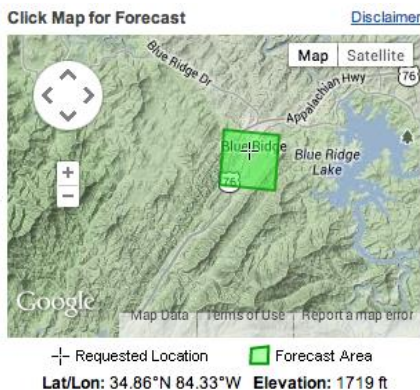 Click Map for Forecast
Disclaimer
Blue Ridge Dr
Map
Satellite
Appalachian Hwy
76
Blue Ridge
Blue Ridge
Lake
76
+
−
Google
Map Data
Terms of Use
Report a map error
Requested Location
Forecast Area
Lat/Lon: 34.86°N 84.33°W Elevation: 1719 ft